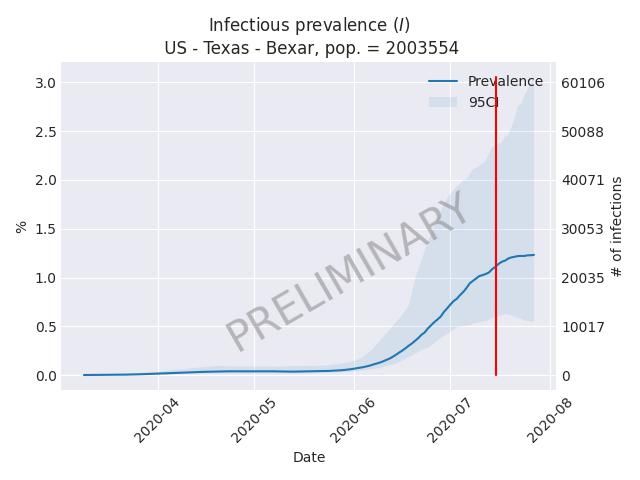 Infectious prevalence (I)
US - Texas - Bexar, pop. = 2003554
Prevalence
95CI
3.0
2.5
2.0
1.5
1.0
0.5
0.0
%
60106
50088
40071
30053
20035
10017
0
# of infections
PRELIMINARY
2020-04
2020-05
2020-06
2020-07
2020-08
Date